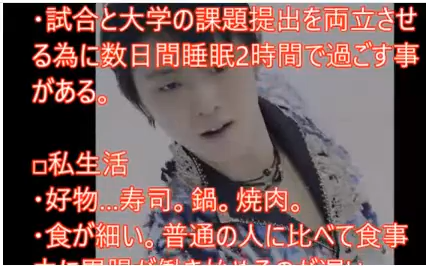 ・試合と大学の課題提出を両立させ
る為に数日間睡眠2時間で過ごす事
がある。
□私生活
・好物…寿司。鍋。焼肉。
・食が細い。普通の人に比べて食事